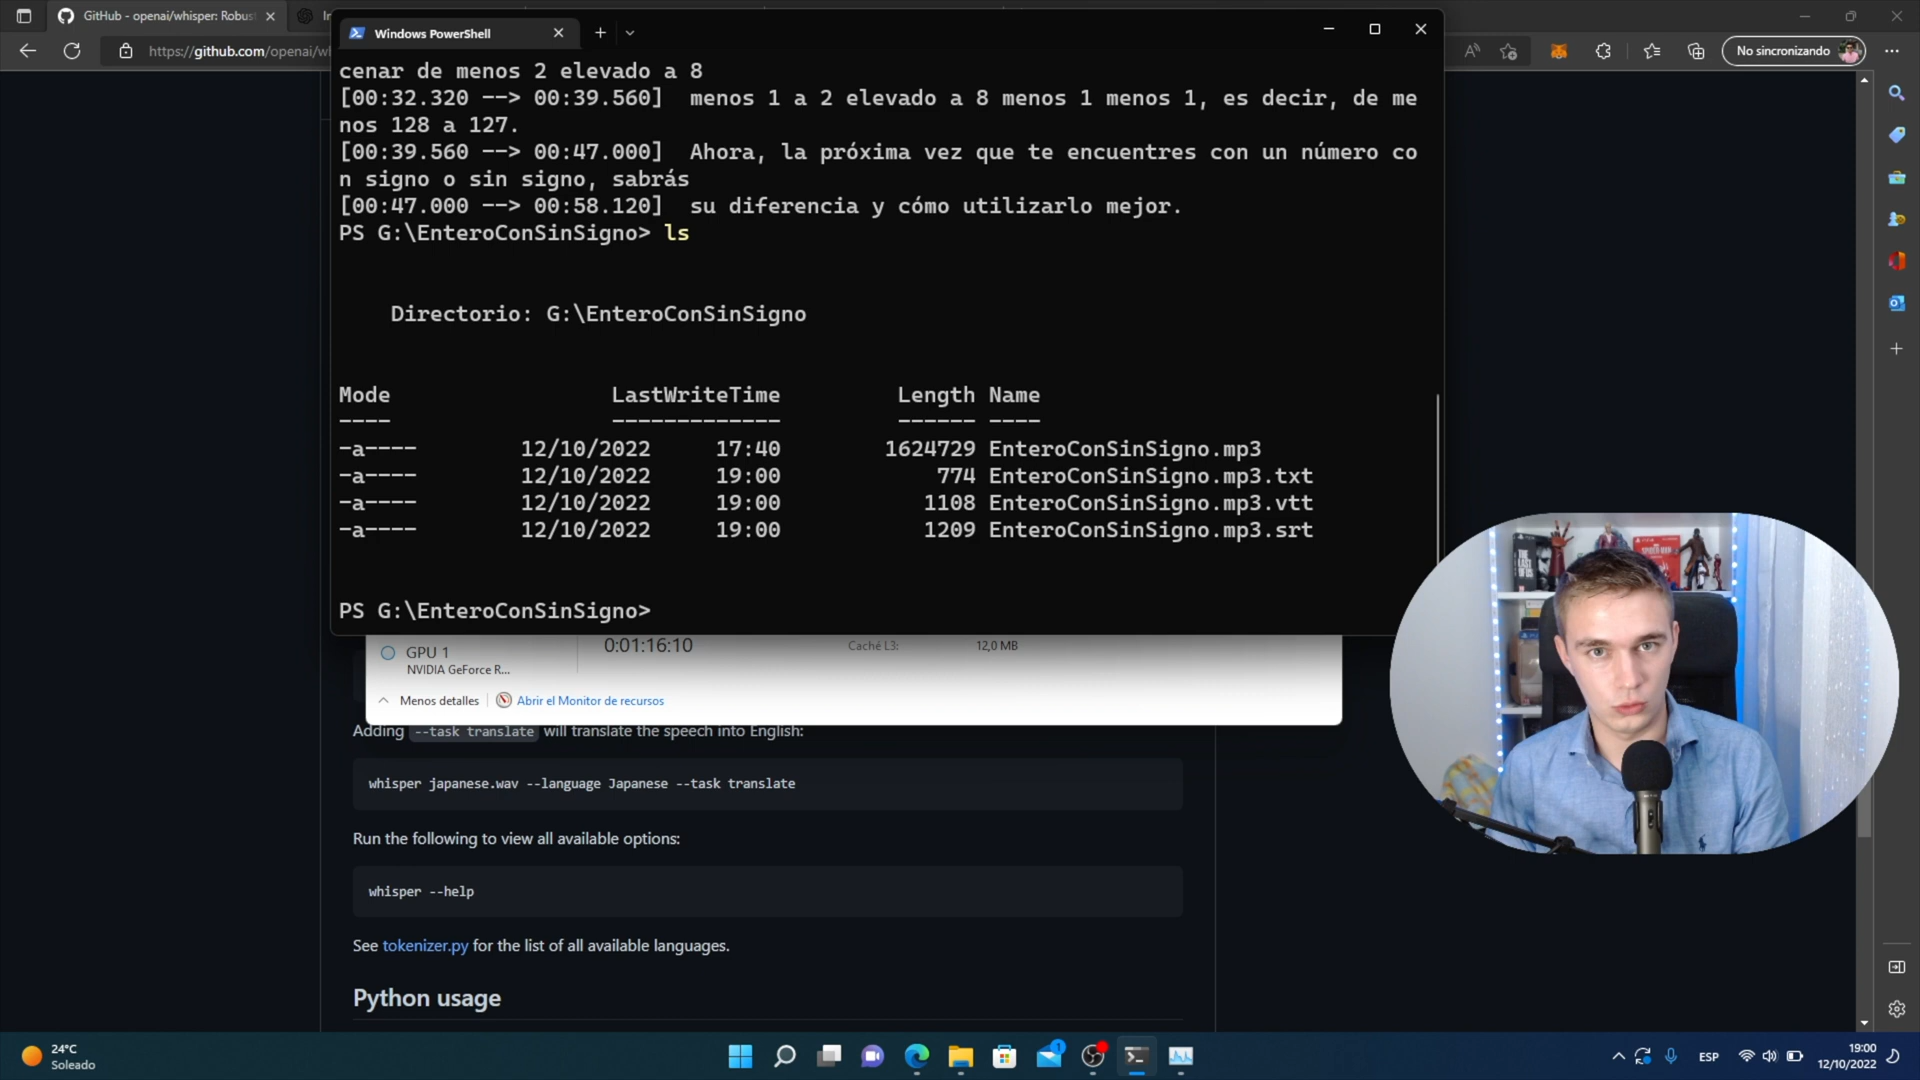 GitHub - openai/whisper: Robus
https://github.com/openai/wh
No sincronizando
Windows PowerShell
cenar de menos 2 elevado a 8
[00:32.320 --> 00:39.560]  menos 1 a 2 elevado a 8 menos 1 menos 1, es decir, de me
nos 128 a 127.
[00:39.560 --> 00:47.000]  Ahora, la próxima vez que te encuentres con un número co
n signo o sin signo, sabrás
[00:47.000 --> 00:58.120]  su diferencia y cómo utilizarlo mejor.
PS G:\EnteroConSinSigno> ls
Directorio: G:\EnteroConSinSigno
Mode LastWriteTime Length Name
---- ------------- ------ ----
-a---- 12/10/2022 17:40 1624729 EnteroConSinSigno.mp3
-a---- 12/10/2022 19:00 774 EnteroConSinSigno.mp3.txt
-a---- 12/10/2022 19:00 1108 EnteroConSinSigno.mp3.vtt
-a---- 12/10/2022 19:00 1209 EnteroConSinSigno.mp3.srt
PS G:\EnteroConSinSigno>
GPU 1
NVIDIA GeForce R...
0:01:16:10
Caché L3: 12,0 MB
Menos detalles
Abrir el Monitor de recursos
Adding --task translate will translate the speech into English:
whisper japanese.wav --language Japanese --task translate
Run the following to view all available options:
whisper --help
See tokenizer.py for the list of all available languages.
Python usage
THE LAST OF US
SPIDER-MAN
24°C
Soleado
1
ESP
19:00
12/10/2022